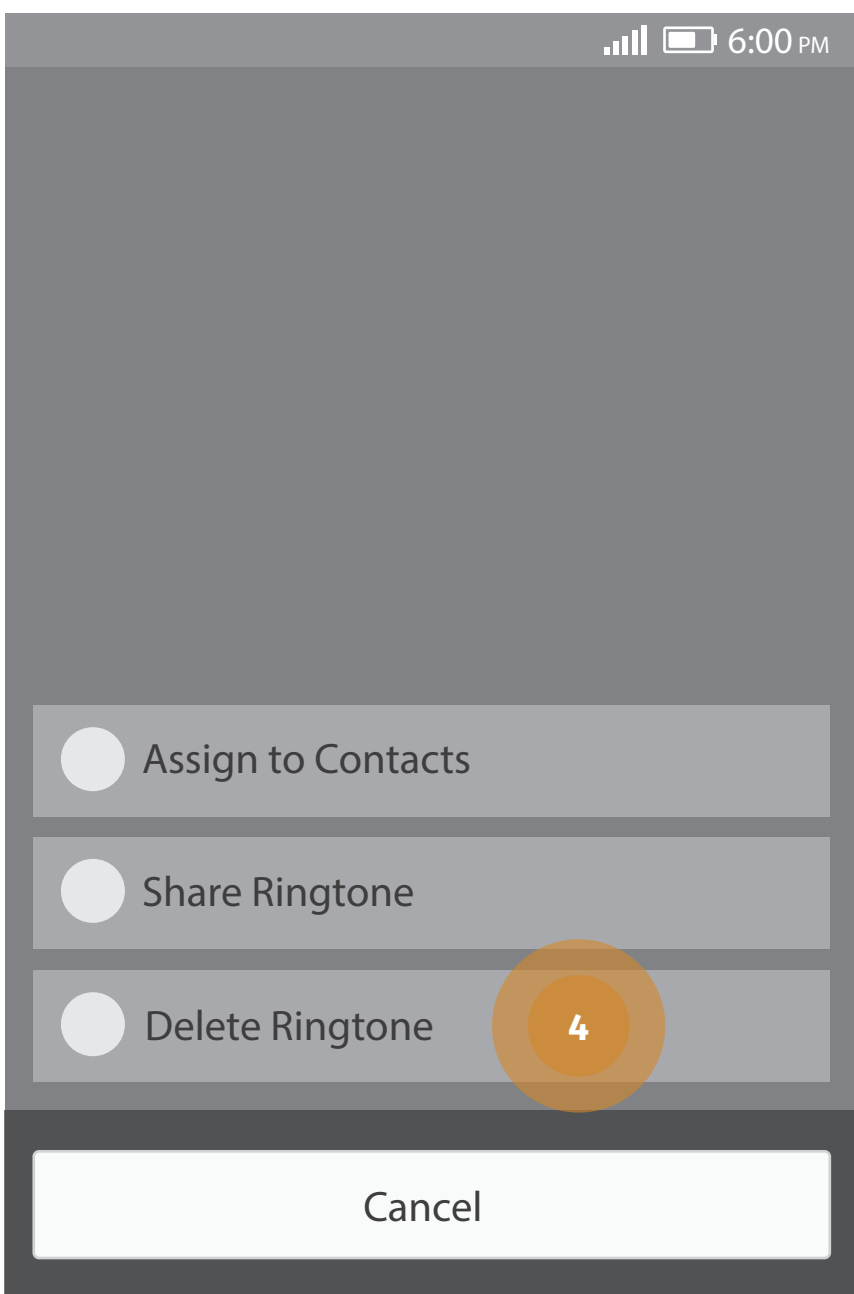 6:00 PM
Assign to Contacts
Share Ringtone
Delete Ringtone 4
Cancel